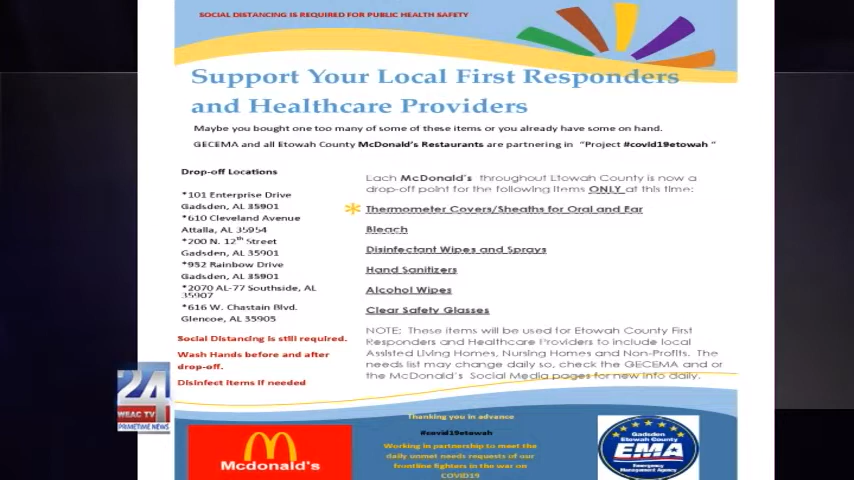 SOCIAL DISTANCING IS REQUIRED FOR PUBLIC HEALTH SAFETY
Support Your Local First Responders
and Healthcare Providers
Maybe you bought one too many of some of these items or you already have some on hand.
GECEMA and all Etowah County McDonald's Restaurants are partnering in "Project #covid19etowah "
Drop-off Locations
*101 Enterprise Drive
Gadsden, AL 35901
*610 Cleveland Avenue
Attalla, AL 35954
*200 N. 12th Street
Gadsden, AL 35901
*952 Rainbow Drive
Gadsden, AL 35901
*2070 AL-77 Southside, AL
35907
*616 W. Chastain Blvd.
Glencoe, AL 35905
Social Distancing is still required.
Wash Hands before and after
drop-off.
Disinfect items if needed
Each McDonald's throughout Etowah County is now a
drop-off point for the following items ONLY at this time:
* Thermometer Covers/Sheaths for Oral and Ear
Bleach
Disinfectant Wipes and Sprays
Hand Sanitizers
Alcohol Wipes
Clear Safety Glasses
NOTE: These items will be used for Etowah County First
Responders and Healthcare Providers to include local
Assisted Living Homes, Nursing Homes and Non-Profits. The
needs list may change daily so, check the GECEMA and or
the McDonald's Social Media pages for new info daily.
24
WEAC TV
PRIMETIME NEWS
Mcdonald's
Thanking you in advance
#covid19etowah
Working in partnership to meet the
daily unmet needs requests of our
frontline fighters in the war on
COVID19
Gadsden
Etowah County
EMA
Emergency
Management Agency